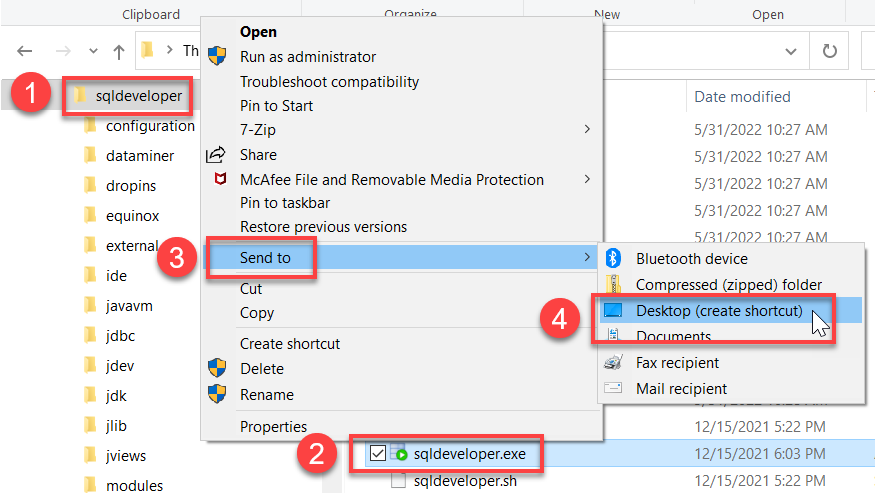 Clipboard
Organize
New
Open
Th
1
sqldeveloper
configuration
dataminer
dropins
equinox
external
ide
javavm
jdbc
jdev
jdk
jlib
jviews
modules
Open
Run as administrator
Troubleshoot compatibility
Pin to Start
7-Zip
Share
McAfee File and Removable Media Protection
Pin to taskbar
Restore previous versions
3
Send to
Cut
Copy
Create shortcut
Delete
Rename
Properties
Bluetooth device
Compressed (zipped) folder
4
Desktop (create shortcut)
Documents
Fax recipient
Mail recipient
Date modified
5/31/2022 10:27 AM
5/31/2022 10:27 AM
5/31/2022 10:27 AM
5/31/2022 10:27 AM
5/31/2022 10:27 AM
12/15/2021 5:22 PM
2
sqldeveloper.exe
12/15/2021 6:03 PM
sqldeveloper.sh
12/15/2021 5:22 PM